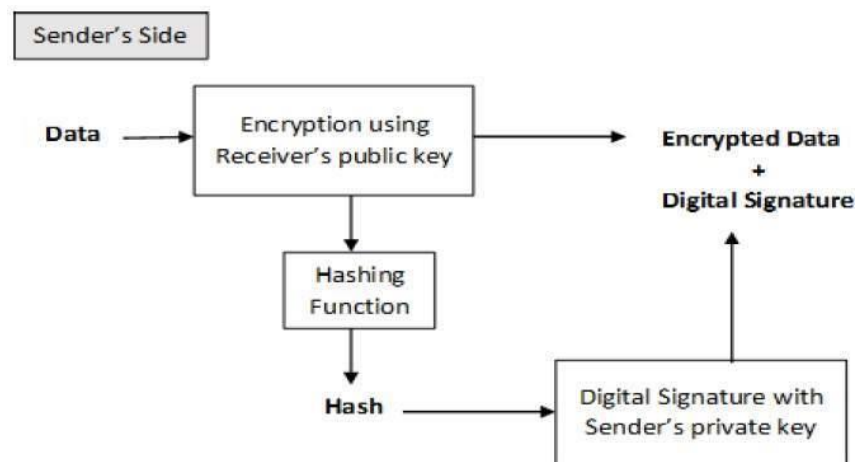 Sender's Side
Data
Encryption using
Receiver's public key
Encrypted Data
+
Digital Signature
Hashing
Function
Hash
Digital Signature with
Sender's private key